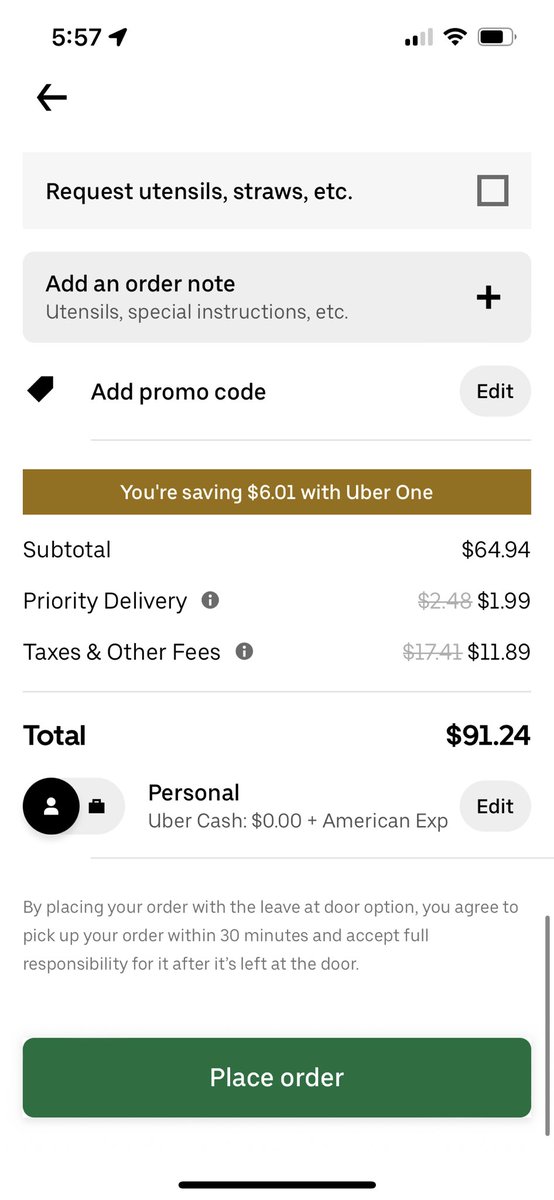 5:57
Request utensils, straws, etc.
Add an order note
Utensils, special instructions, etc.
Add promo code Edit
You're saving $6.01 with Uber One
Subtotal $64.94
Priority Delivery $2.48 $1.99
Taxes & Other Fees $17.41 $11.89
Total $91.24
Personal
Uber Cash: $0.00 + American Exp Edit
By placing your order with the leave at door option, you agree to
pick up your order within 30 minutes and accept full
responsibility for it after it’s left at the door.
Place order